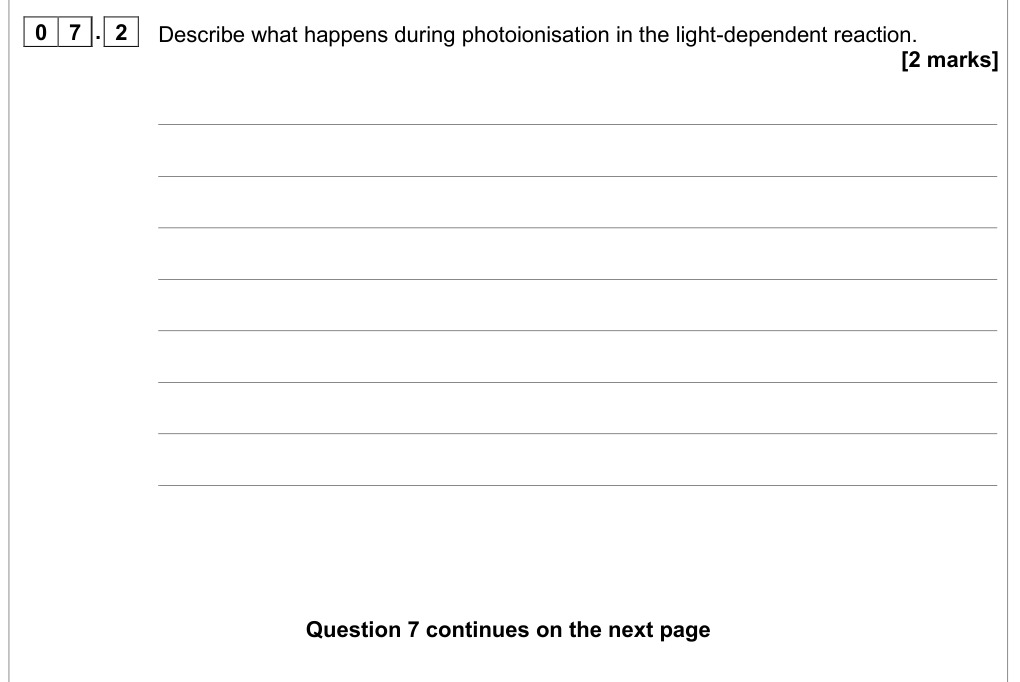 0 7 . 2 Describe what happens during photoionisation in the light-dependent reaction.
[2 marks]
Question 7 continues on the next page